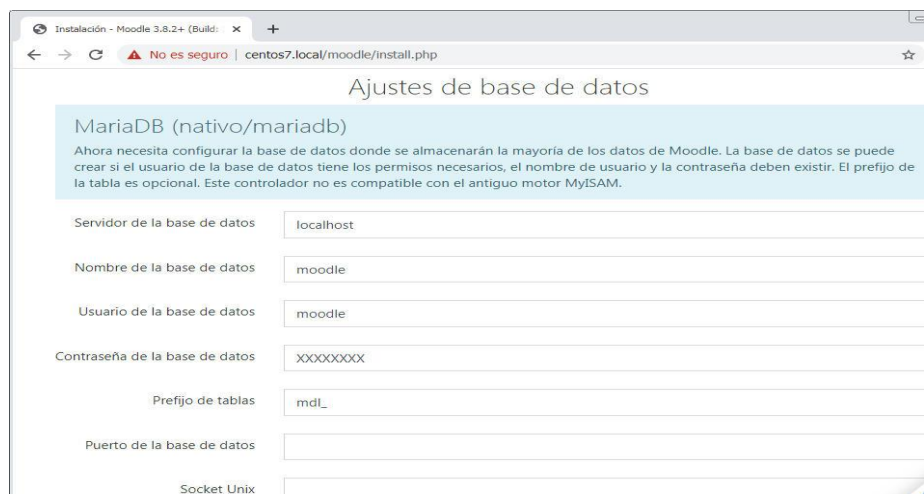 Instalación - Moodle 3.8.2+ (Build:
No es seguro | centos7.local/moodle/install.php
Ajustes de base de datos
MariaDB (nativo/mariadb)
Ahora necesita configurar la base de datos donde se almacenarán la mayoría de los datos de Moodle. La base de datos se puede
crear si el usuario de la base de datos tiene los permisos necesarios, el nombre de usuario y la contraseña deben existir. El prefijo de
la tabla es opcional. Este controlador no es compatible con el antiguo motor MyISAM.
Servidor de la base de datos localhost
Nombre de la base de datos moodle
Usuario de la base de datos moodle
Contraseña de la base de datos XXXXXXXX
Prefijo de tablas mdl_
Puerto de la base de datos
Socket Unix